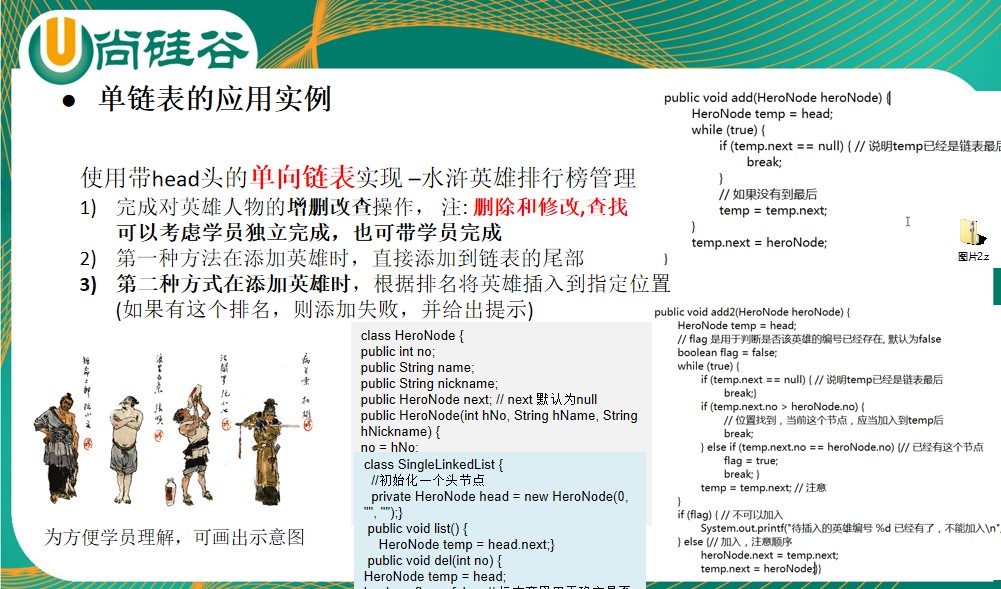 尚硅谷
● 单链表的应用实例
使用带head头的单向链表实现 –水浒英雄排行榜管理
1) 完成对英雄人物的增删改查操作， 注: 删除和修改,查找
可以考虑学员独立完成，也可带学员完成
2) 第一种方法在添加英雄时，直接添加到链表的尾部
3) 第二种方式在添加英雄时，根据排名将英雄插入到指定位置
(如果有这个排名，则添加失败，并给出提示)
为方便学员理解，可画出示意图
class HeroNode {
public int no;
public String name;
public String nickname;
public HeroNode next; // next 默认为null
public HeroNode(int hNo, String hName, String
hNickname) {
no = hNo;
class SingleLinkedList {
//初始化一个头节点
private HeroNode head = new HeroNode(0,
"", "");}
public void list() {
HeroNode temp = head.next;}
public void del(int no) {
HeroNode temp = head;
public void add(HeroNode heroNode) {
HeroNode temp = head;
while (true) {
if (temp.next == null) { // 说明temp已经是链表最后
break;
}
// 如果没有到最后
temp = temp.next;
}
temp.next = heroNode;
}
图片2.z
public void add2(HeroNode heroNode) {
HeroNode temp = head;
// flag 是用于判断是否该英雄的编号已经存在, 默认为false
boolean flag = false;
while (true) {
if (temp.next == null) { // 说明temp已经是链表最后
break;}
if (temp.next.no > heroNode.no) {
// 位置找到，当前这个节点，应当加入到temp后
break;
} else if (temp.next.no == heroNode.no) {// 已经有这个节点
flag = true;
break; }
temp = temp.next; // 注意
}
if (flag) { // 不可以加入
System.out.printf("待插入的英雄编号 %d 已经有了，不能加入\n",
} else {// 加入，注意顺序
heroNode.next = temp.next;
temp.next = heroNode;}}